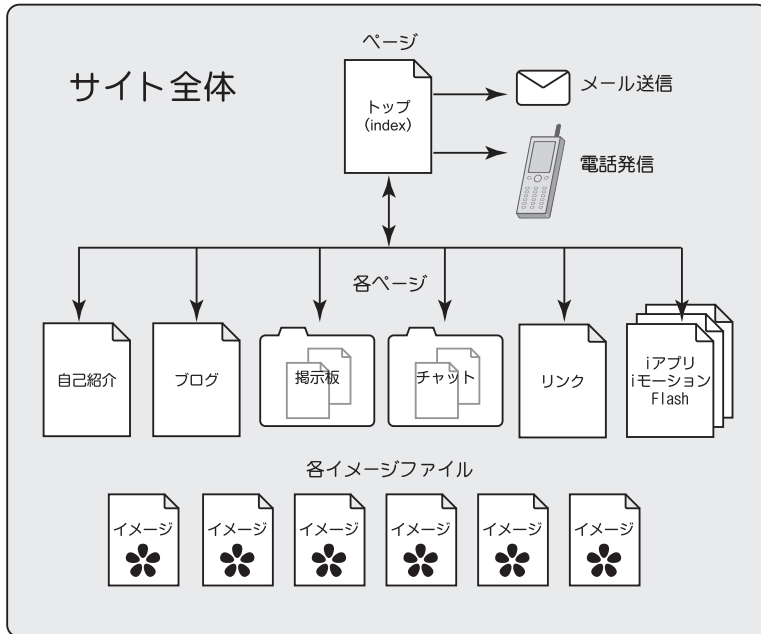 ページ
サイト全体
トップ
(index)
メール送信
電話発信
各ページ
自己紹介
ブログ
掲示板
チャット
リンク
iアプリ
iモーション
Flash
各イメージファイル
イメージ
イメージ
イメージ
イメージ
イメージ
イメージ